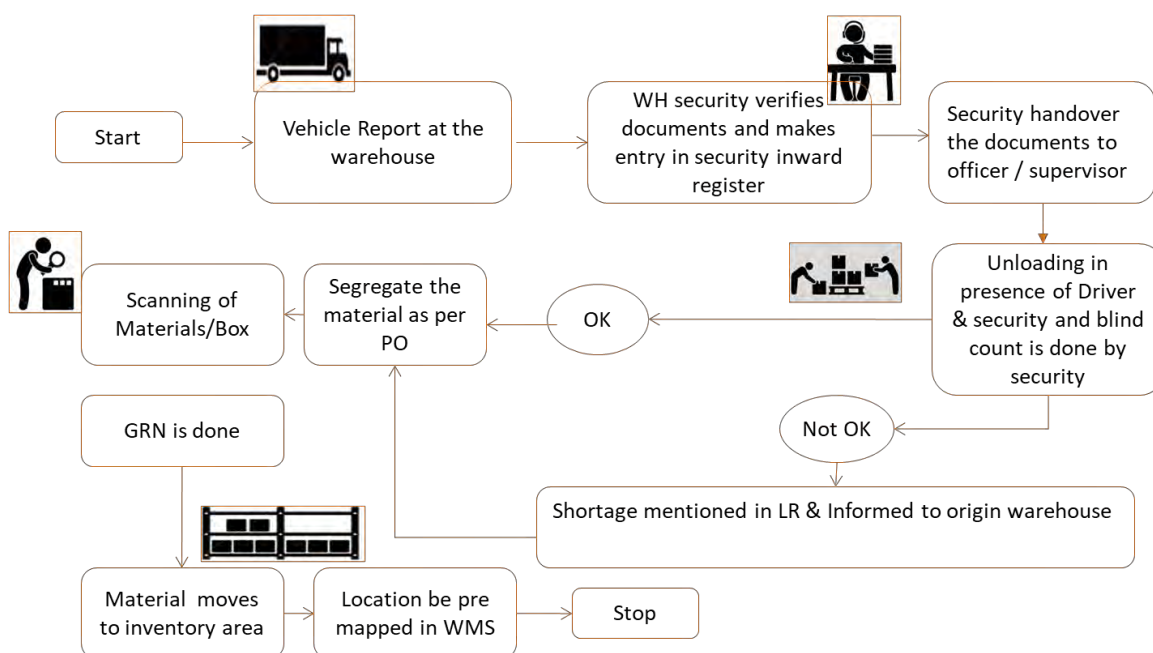 Start
Vehicle Report at the
warehouse
WH security verifies
documents and makes
entry in security inward
register
Security handover
the documents to
officer / supervisor
Unloading in
presence of Driver
& security and blind
count is done by
security
OK
Segregate the
material as per
PO
Scanning of
Materials/Box
Not OK
Shortage mentioned in LR & Informed to origin warehouse
GRN is done
Material moves
to inventory area
Location be pre
mapped in WMS
Stop